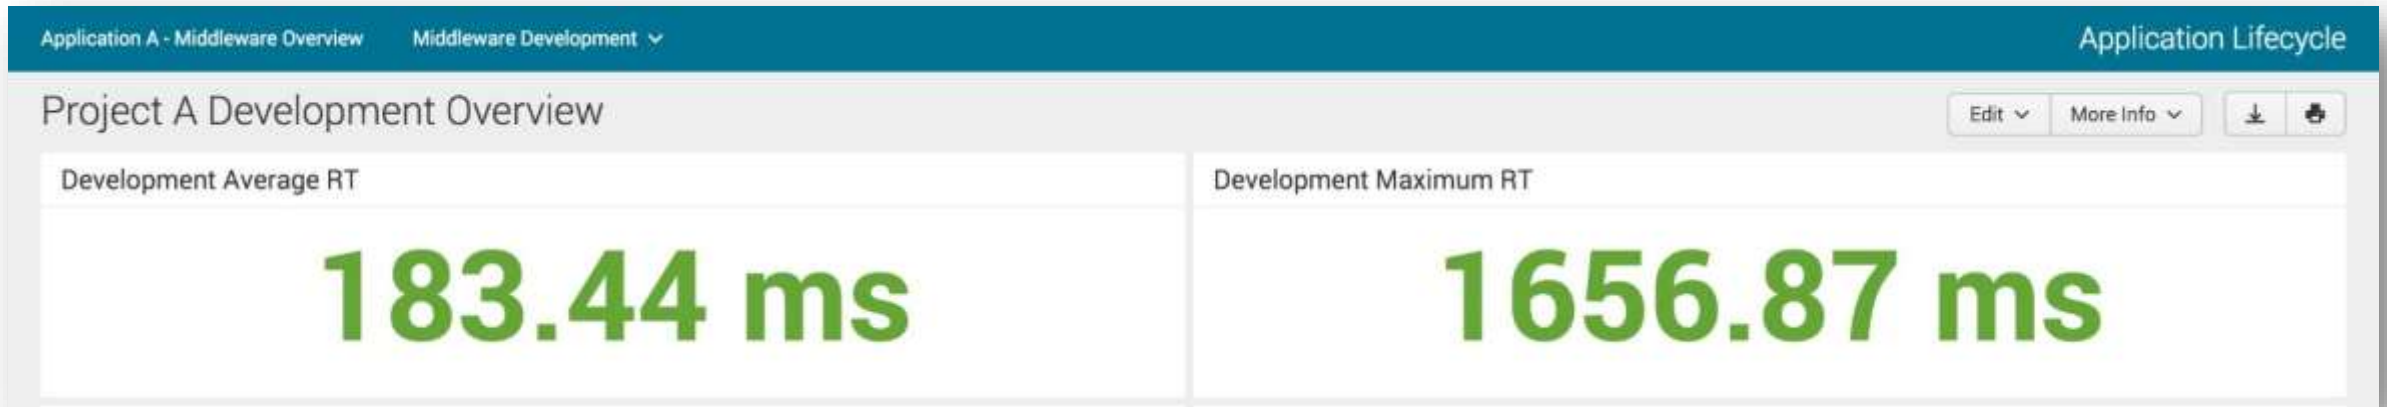 Application A - Middleware Overview Middleware Development Application Lifecycle
Project A Development Overview Edit More Info
Development Average RT Development Maximum RT
183.44 ms 1656.87 ms